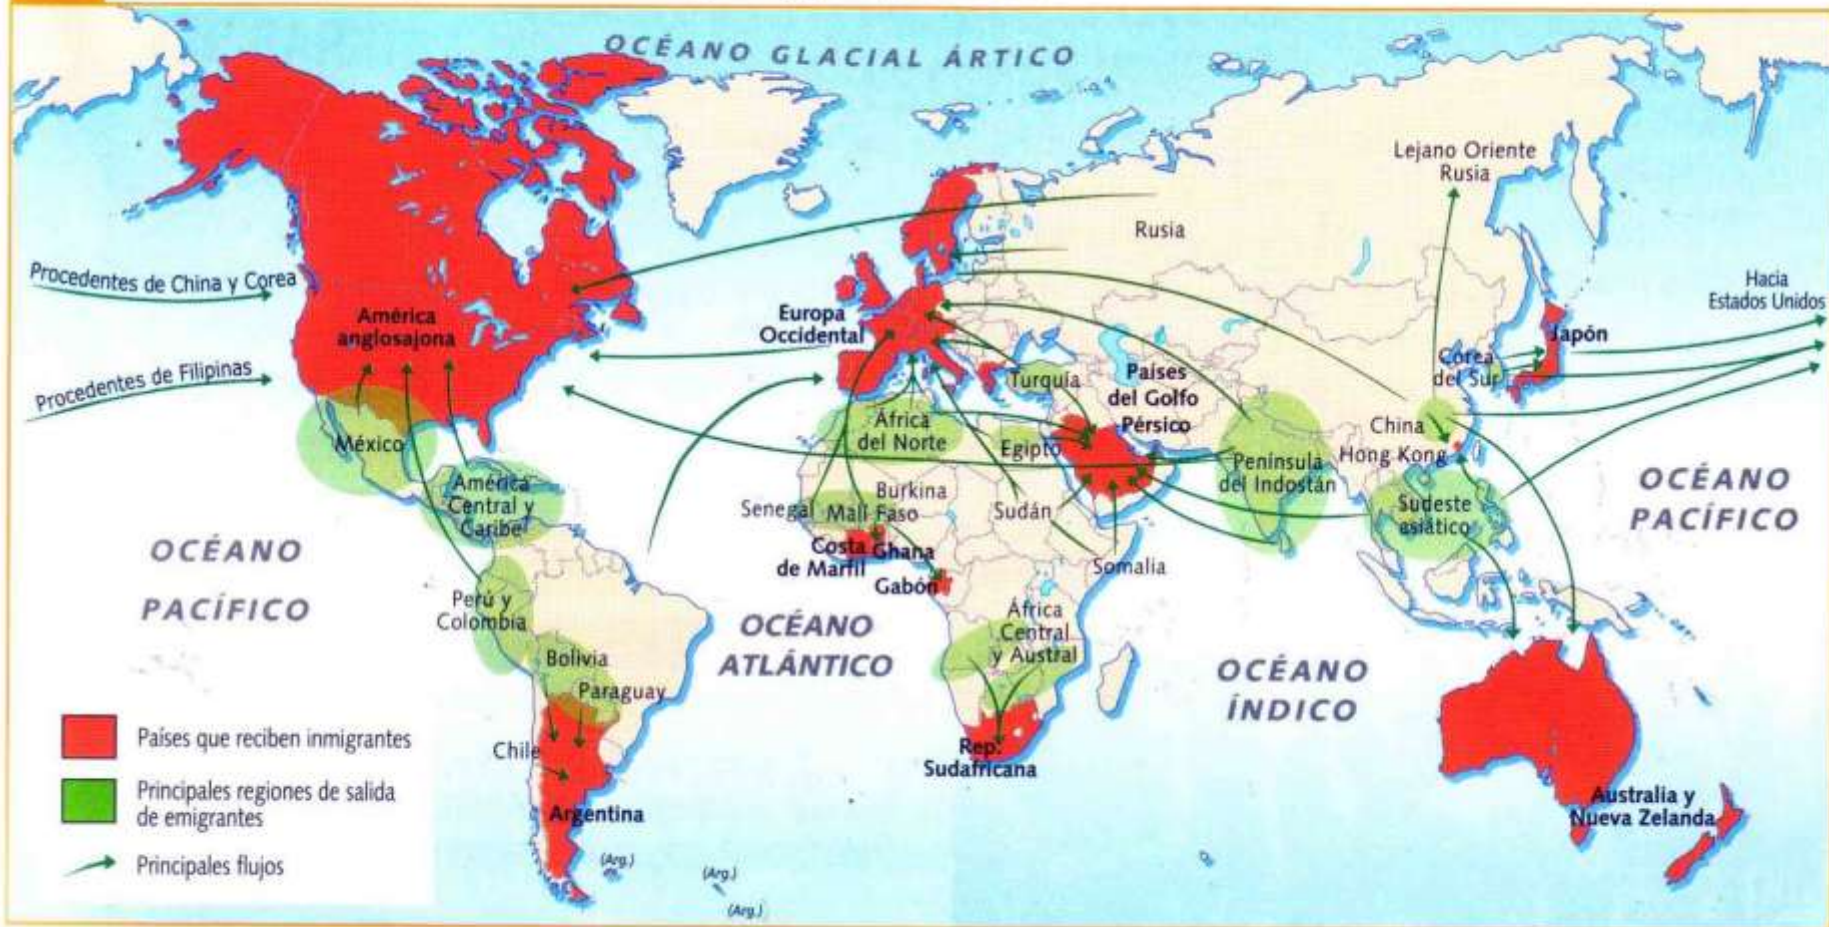 OCÉANO GLACIAL ÁRTICO
Lejano Oriente
Rusia
Rusia
Procedentes de China y Corea
Hacia
Estados Unidos
América
anglosajona
Europa
Occidental
Japón
Corea
del Sur
Procedentes de Filipinas
Turquía
Países
del Golfo
Pérsico
México
África
del Norte
Egipto
China
Hong Kong
Península
del Indostán
América
Central y
Caribe
Senegal
Burkina
Malí Faso
Sudán
Sudeste
asiático
OCÉANO
PACÍFICO
OCÉANO
PACÍFICO
Costa
de Marfil
Ghana
Gabón
Somalia
Perú y
Colombia
OCÉANO
ATLÁNTICO
África
Central
y Austral
Bolivia
Paraguay
OCÉANO
ÍNDICO
Países que reciben inmigrantes
Principales regiones de salida
de emigrantes
Principales flujos
Chile
Argentina
Rep.
Sudafricana
Australia y
Nueva Zelanda
(Arg.)
(Arg.)
(Arg.)